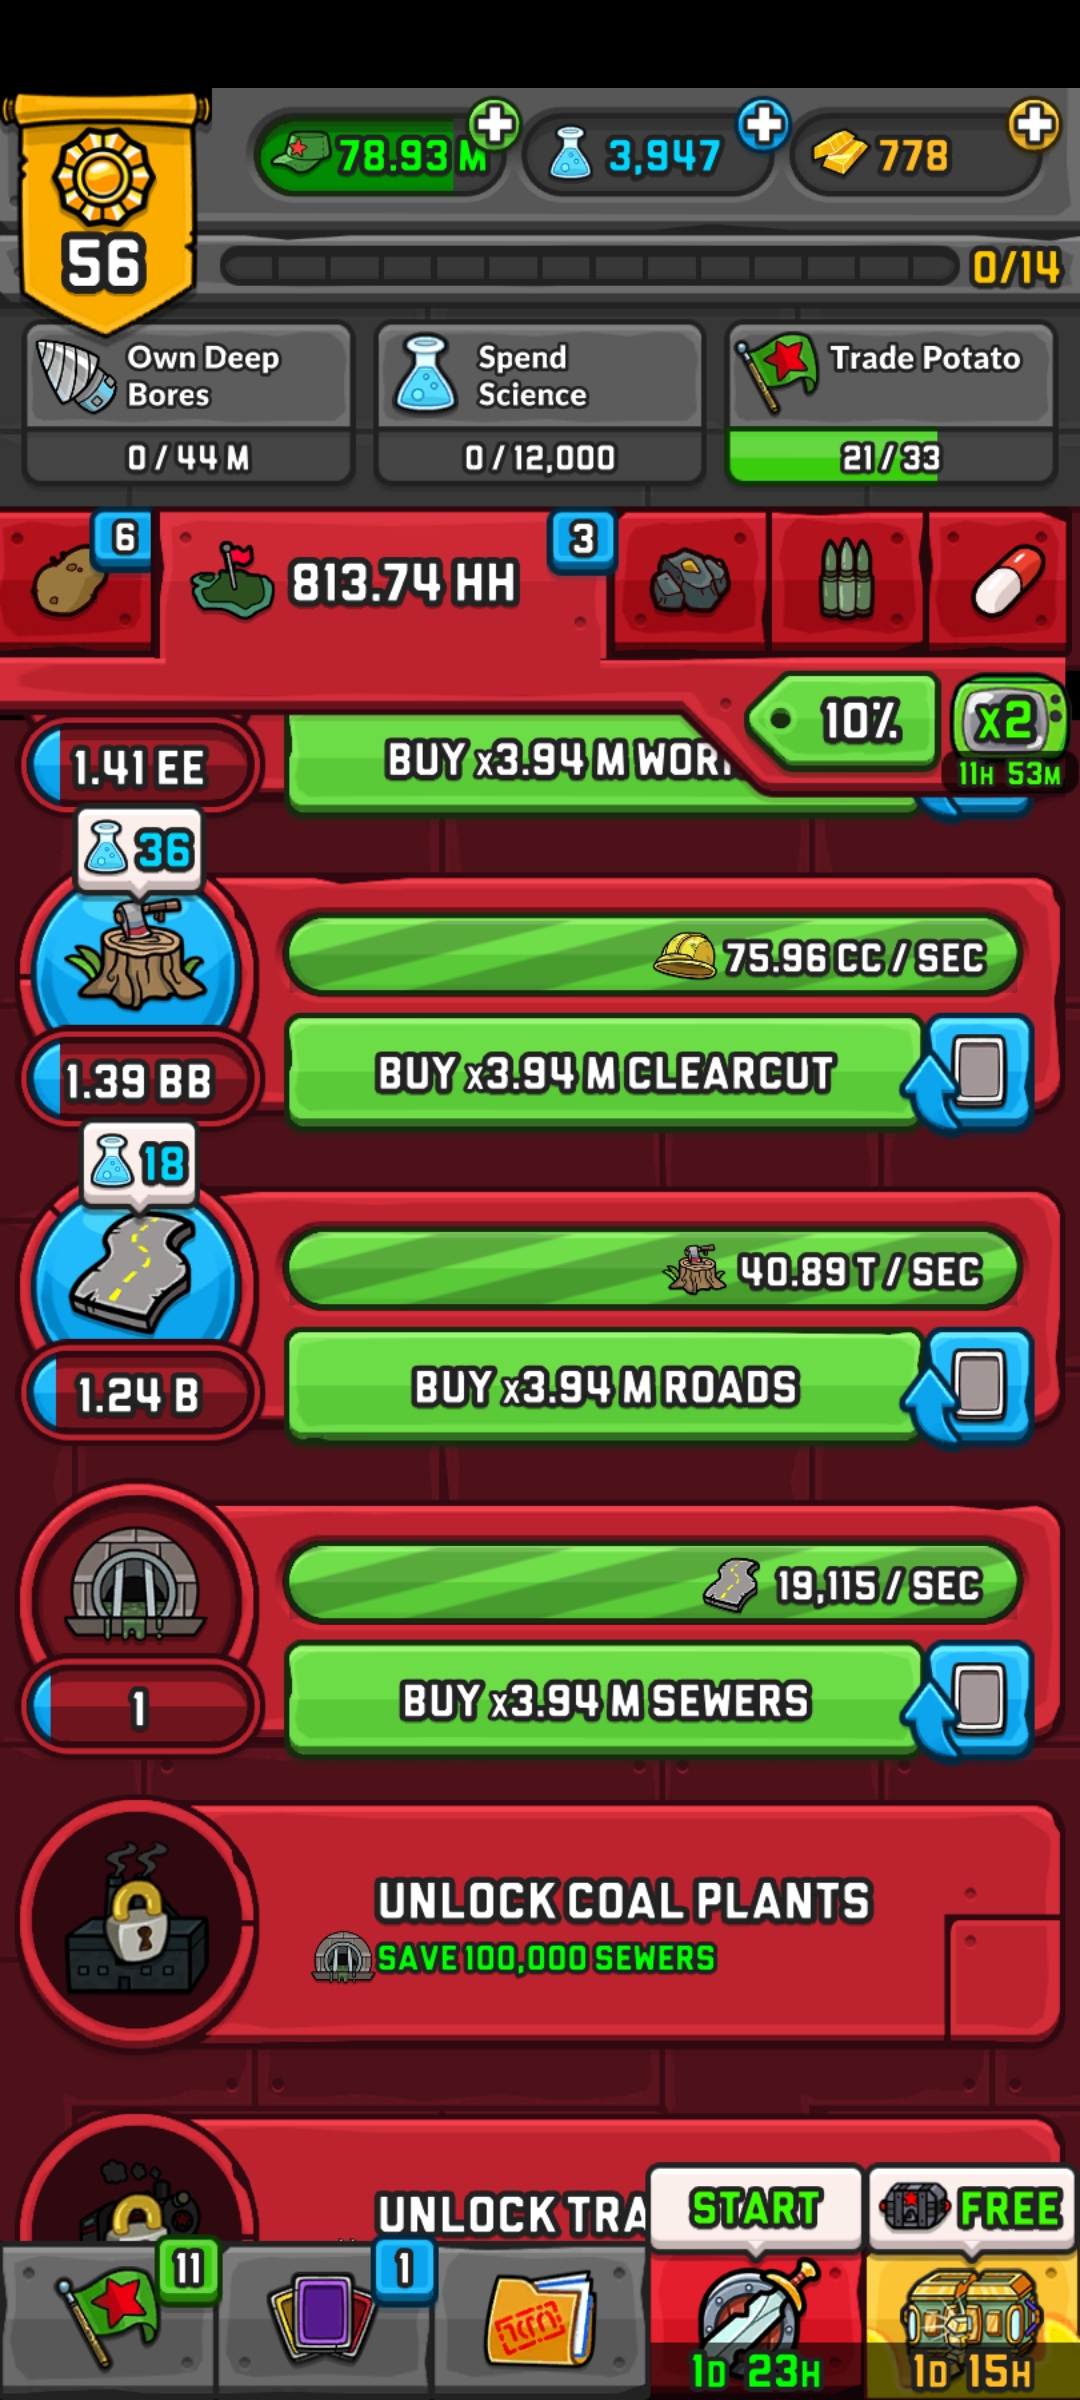 78.93 M
3,947
778
56
0/14
Own Deep
Bores
0 / 44 M
Spend
Science
0 / 12,000
Trade Potato
21 / 33
6
813.74 HH
3
10%
x2
11H 53M
1.41 EE
BUY x3.94 M WOR
36
75.96 CC / SEC
1.39 BB
BUY x3.94 M CLEARCUT
18
40.89 T / SEC
1.24 B
BUY x3.94 M ROADS
19,115 / SEC
1
BUY x3.94 M SEWERS
UNLOCK COAL PLANTS
SAVE 100,000 SEWERS
UNLOCK TRA
START
FREE
11
1
1D 23H
1D 15H